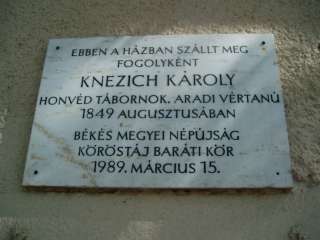 EBBEN A HÁZBAN SZÁLLT MEG
FOGOLYKÉNT
KNEZICH KÁROLY
HONVÉD TÁBORNOK, ARADI VÉRTANÚ
1849 AUGUSZTUSÁBAN
BÉKÉS MEGYEI NÉPÚJSÁG
KÖRÖSTÁJ BARÁTI KÖR
1989. MÁRCIUS 15.